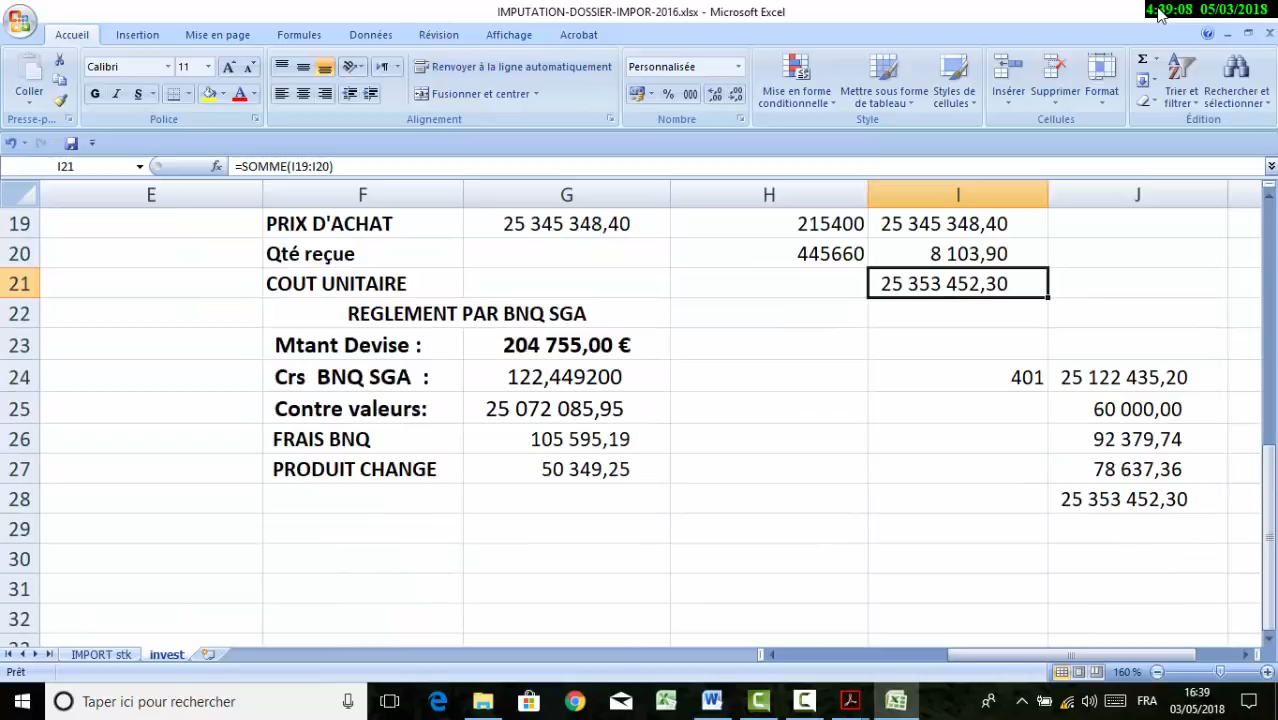 IMPUTATION-DOSSIER-IMPOR-2016.xlsx - Microsoft Excel
4:39:08 05/03/2018
Accueil Insertion Mise en page Formules Données Révision Affichage Acrobat
Calibri 11 Renvoyer à la ligne automatiquement Personnalisée Σ
Coller Mise en forme conditionnelle Mettre sous forme de tableau Styles de cellules Insérer Supprimer Format Trier et filtrer Rechercher et sélectionner
G I S A Fusionner et centrer % 000
Presse-p... Police Alignement Nombre Style Cellules Édition
I21 fx =SOMME(I19:I20)
E F G H I J
19 PRIX D'ACHAT 25 345 348,40 215400 25 345 348,40
20 Qté reçue 445660 8 103,90
21 COUT UNITAIRE 25 353 452,30
22 REGLEMENT PAR BNQ SGA
23 Mtant Devise : 204 755,00 €
24 Crs BNQ SGA : 122,449200 401 25 122 435,20
25 Contre valeurs: 25 072 085,95 60 000,00
26 FRAIS BNQ 105 595,19 92 379,74
27 PRODUIT CHANGE 50 349,25 78 637,36
28 25 353 452,30
29
30
31
32
IMPORT stk invest
Prêt 160 %
Taper ici pour rechercher FRA 16:39
03/05/2018